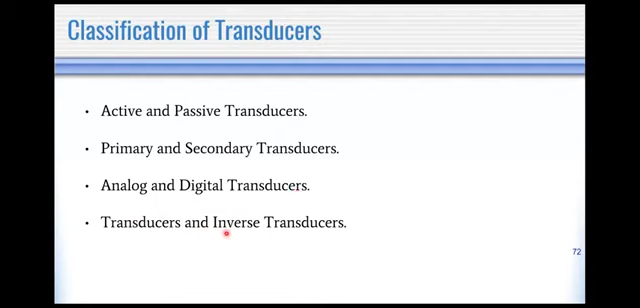 Classification of Transducers
• Active and Passive Transducers.
• Primary and Secondary Transducers.
• Analog and Digital Transducers.
• Transducers and Inverse Transducers.
72